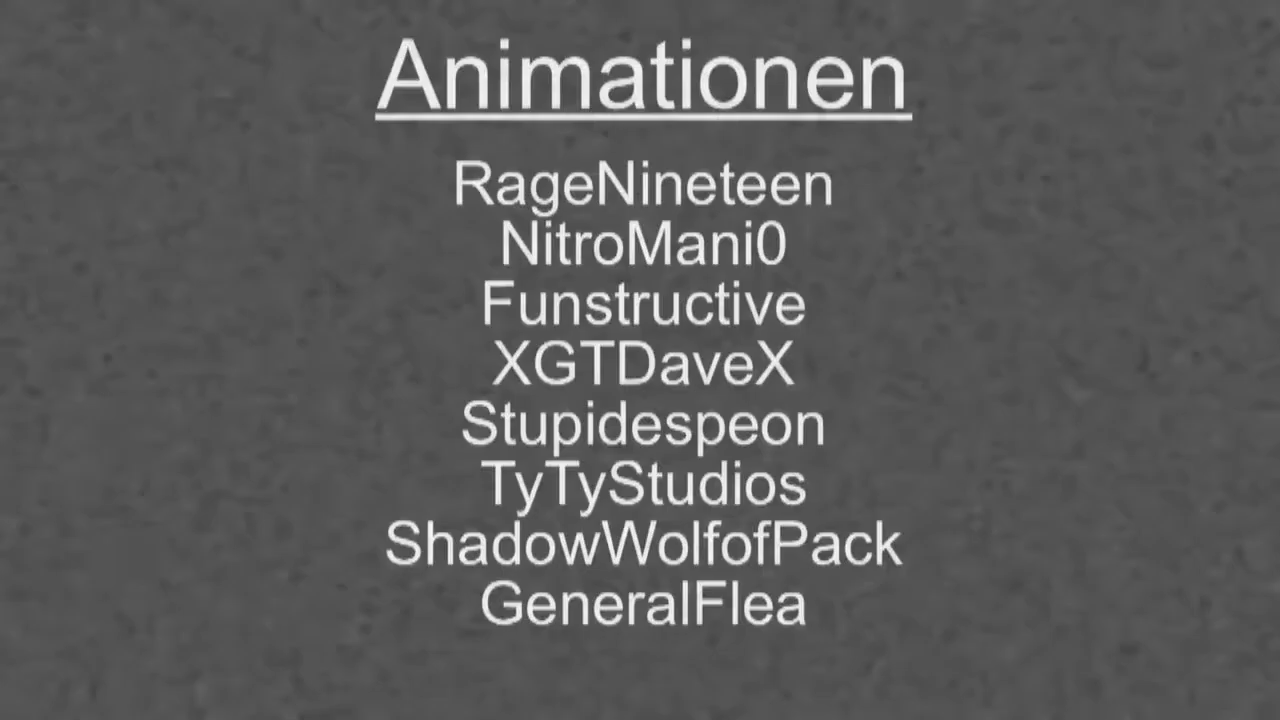 Animationen
RageNineteen
NitroMani0
Funstructive
XGTDaveX
Stupidespeon
TyTyStudios
ShadowWolfofPack
GeneralFlea